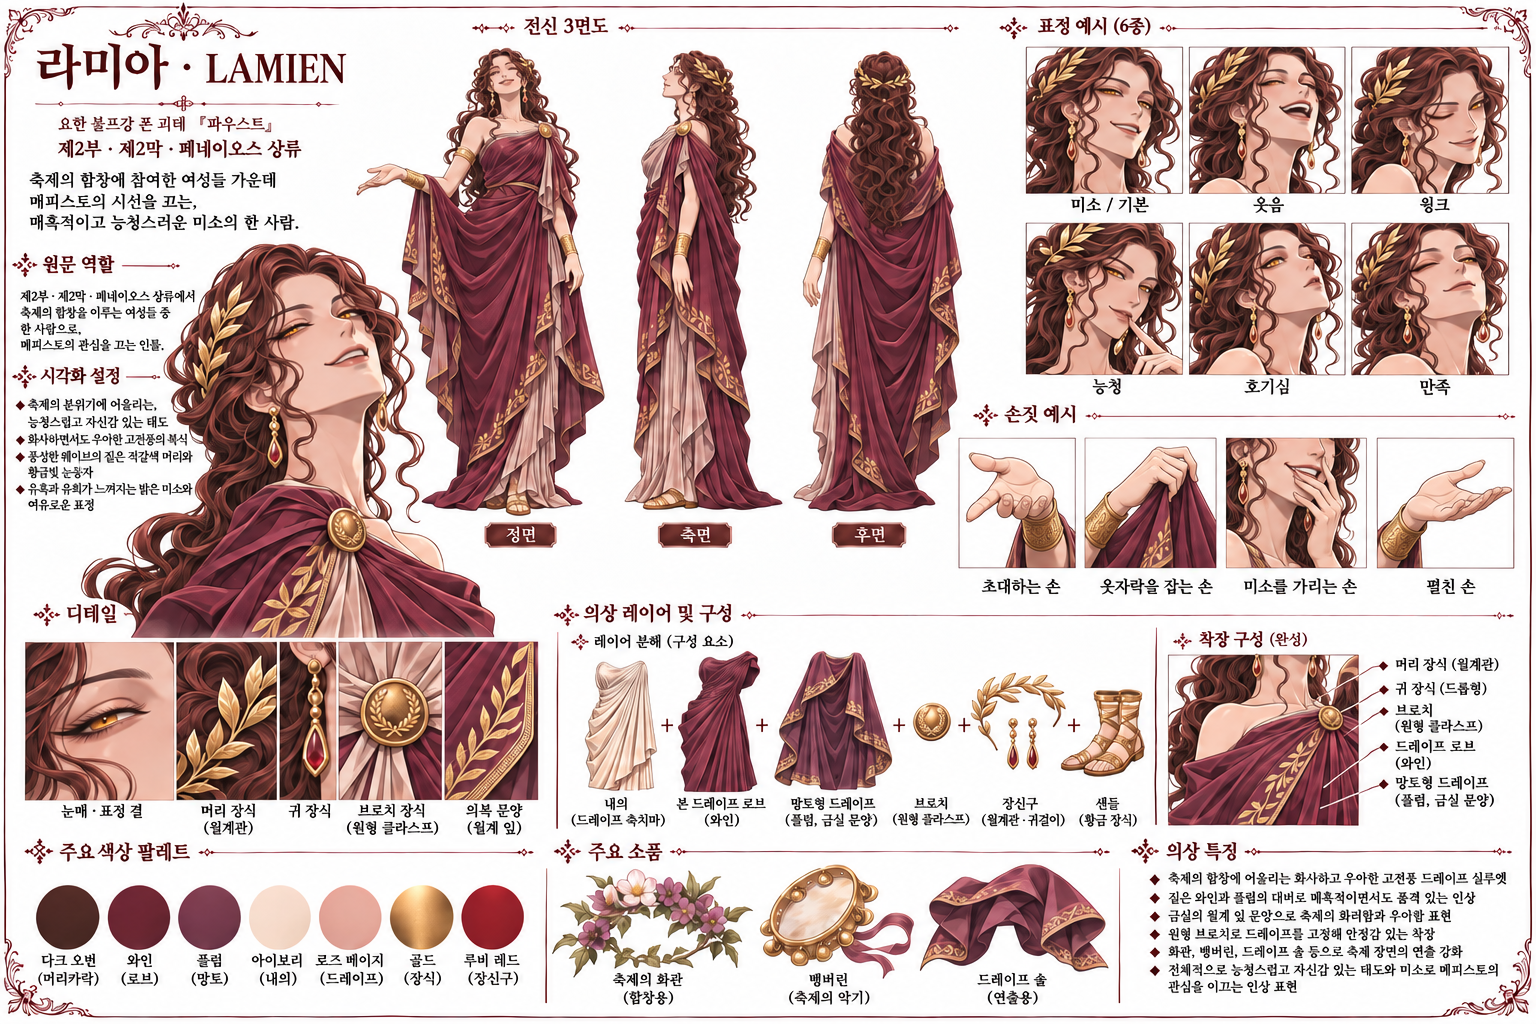 라미아 · LAMIEN
요한 볼프강 폰 괴테 『파우스트』
제2부 · 제2막 · 페네이오스 상류
축제의 합창에 참여한 여성들 가운데
매피스토의 시선을 끄는,
매혹적이고 능청스러운 미소의 한 사람.
원문 역할
제2부 · 제2막 · 페네이오스 상류에서
축제의 합창을 이루는 여성들 중
한 사람으로,
메피스토의 관심을 끄는 인물.
시각화 설정
축제의 분위기에 어울리는,
능청스럽고 자신감 있는 태도
화사하면서도 우아한 고전풍의 복식
풍성한 웨이브의 짙은 적갈색 머리와
황금빛 눈동자
유혹과 유희가 느껴지는 밝은 미소와
여유로운 표정
전신 3면도
정면
측면
후면
표정 예시 (6종)
미소 / 기본
웃음
윙크
능청
호기심
만족
손짓 예시
초대하는 손
옷자락을 잡는 손
미소를 가리는 손
펼친 손
디테일
눈매 · 표정 결
머리 장식
(월계관)
귀 장식
브로치 장식
(원형 클라스프)
의복 문양
(월계 잎)
의상 레이어 및 구성
레이어 분해 (구성 요소)
내의
(드레이프 속치마)
본 드레이프 로브
(와인)
망토형 드레이프
(플럼, 금실 문양)
브로치
(원형 클라스프)
장신구
(월계관 · 귀걸이)
샌들
(황금 장식)
착장 구성 (완성)
머리 장식 (월계관)
귀 장식 (드롭형)
브로치
(원형 클라스프)
드레이프 로브
(와인)
망토형 드레이프
(플럼, 금실 문양)
주요 색상 팔레트
다크 오번
(머리카락)
와인
(로브)
플럼
(망토)
아이보리
(내의)
로즈 베이지
(드레이프)
골드
(장식)
루비 레드
(장신구)
주요 소품
축제의 화관
(합창용)
탬버린
(축제의 악기)
드레이프 숄
(연출용)
의상 특징
축제의 합창에 어울리는 화사하고 우아한 고전풍 드레이프 실루엣
짙은 와인과 플럼의 대비로 매혹적이면서도 품격 있는 인상
금실의 월계 잎 문양으로 축제의 화려함과 우아함 표현
원형 브로치로 드레이프를 고정해 안정감 있는 착장
화관, 탬버린, 드레이프 숄 등으로 축제 장면의 연출 강화
전체적으로 능청스럽고 자신감 있는 태도와 미소로 메피스토의
관심을 이끄는 인상 표현